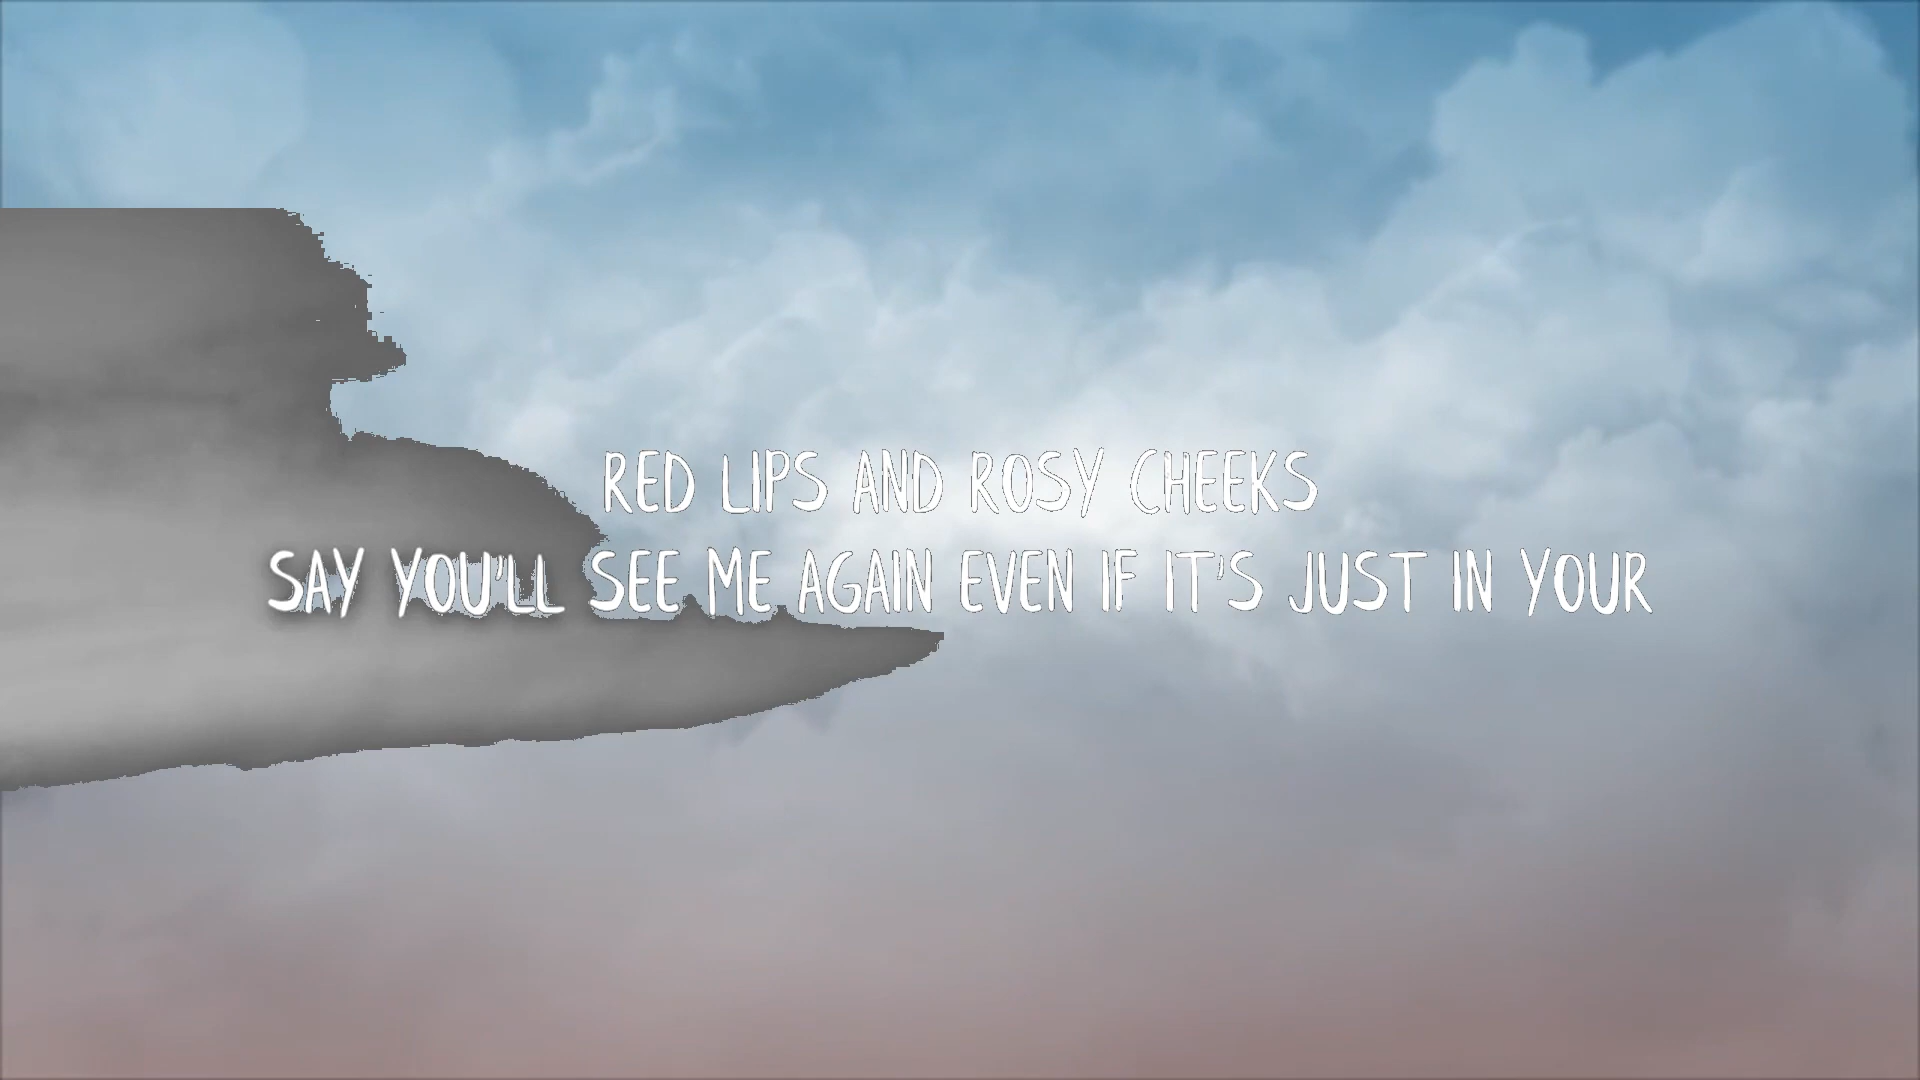 RED LIPS AND ROSY CHEEKS
SAY YOU'LL SEE ME AGAIN EVEN IF IT'S JUST IN YOUR